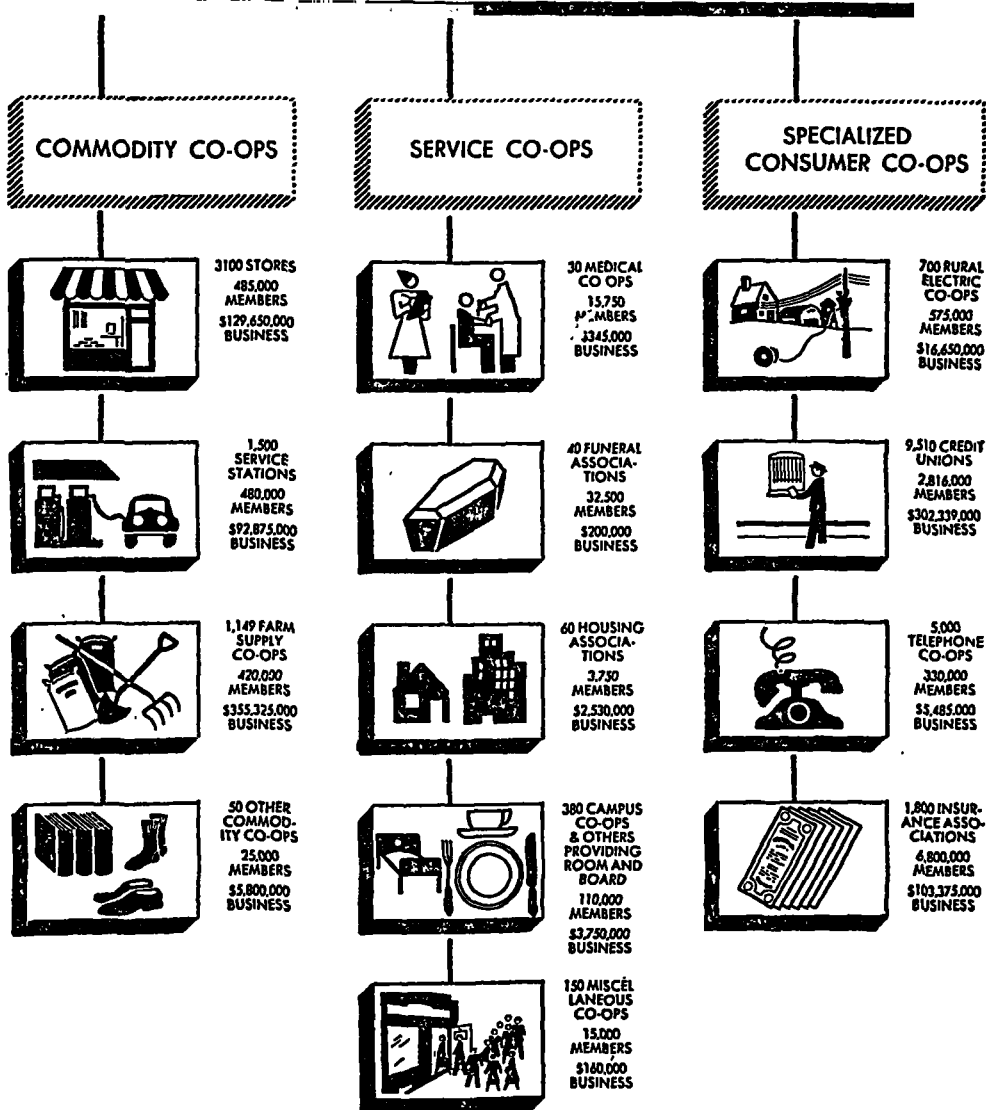 COMMODITY CO-OPS
3100 STORES
485,000
MEMBERS
$129,650,000
BUSINESS
1,500
SERVICE
STATIONS
480,000
MEMBERS
$92,875,000
BUSINESS
1,149 FARM
SUPPLY
CO-OPS
420,000
MEMBERS
$355,325,000
BUSINESS
50 OTHER
COMMOD-
ITY CO-OPS
25,000
MEMBERS
$5,800,000
BUSINESS
SERVICE CO-OPS
30 MEDICAL
CO OPS
15,750
MEMBERS
$345,000
BUSINESS
40 FUNERAL
ASSOCIA-
TIONS
32,500
MEMBERS
$200,000
BUSINESS
60 HOUSING
ASSOCIA-
TIONS
3,750
MEMBERS
$2,530,000
BUSINESS
380 CAMPUS
CO-OPS
& OTHERS
PROVIDING
ROOM AND
BOARD
110,000
MEMBERS
$3,750,000
BUSINESS
150 MISCEL
LANEOUS
CO-OPS
15,000
MEMBERS
$160,000
BUSINESS
SPECIALIZED
CONSUMER CO-OPS
700 RURAL
ELECTRIC
CO-OPS
575,000
MEMBERS
$16,650,000
BUSINESS
9,510 CREDIT
UNIONS
2,816,000
MEMBERS
$302,339,000
BUSINESS
5,000
TELEPHONE
CO-OPS
330,000
MEMBERS
$5,485,000
BUSINESS
1,800 INSUR-
ANCE ASSO-
CIATIONS
6,800,000
MEMBERS
$103,375,000
BUSINESS